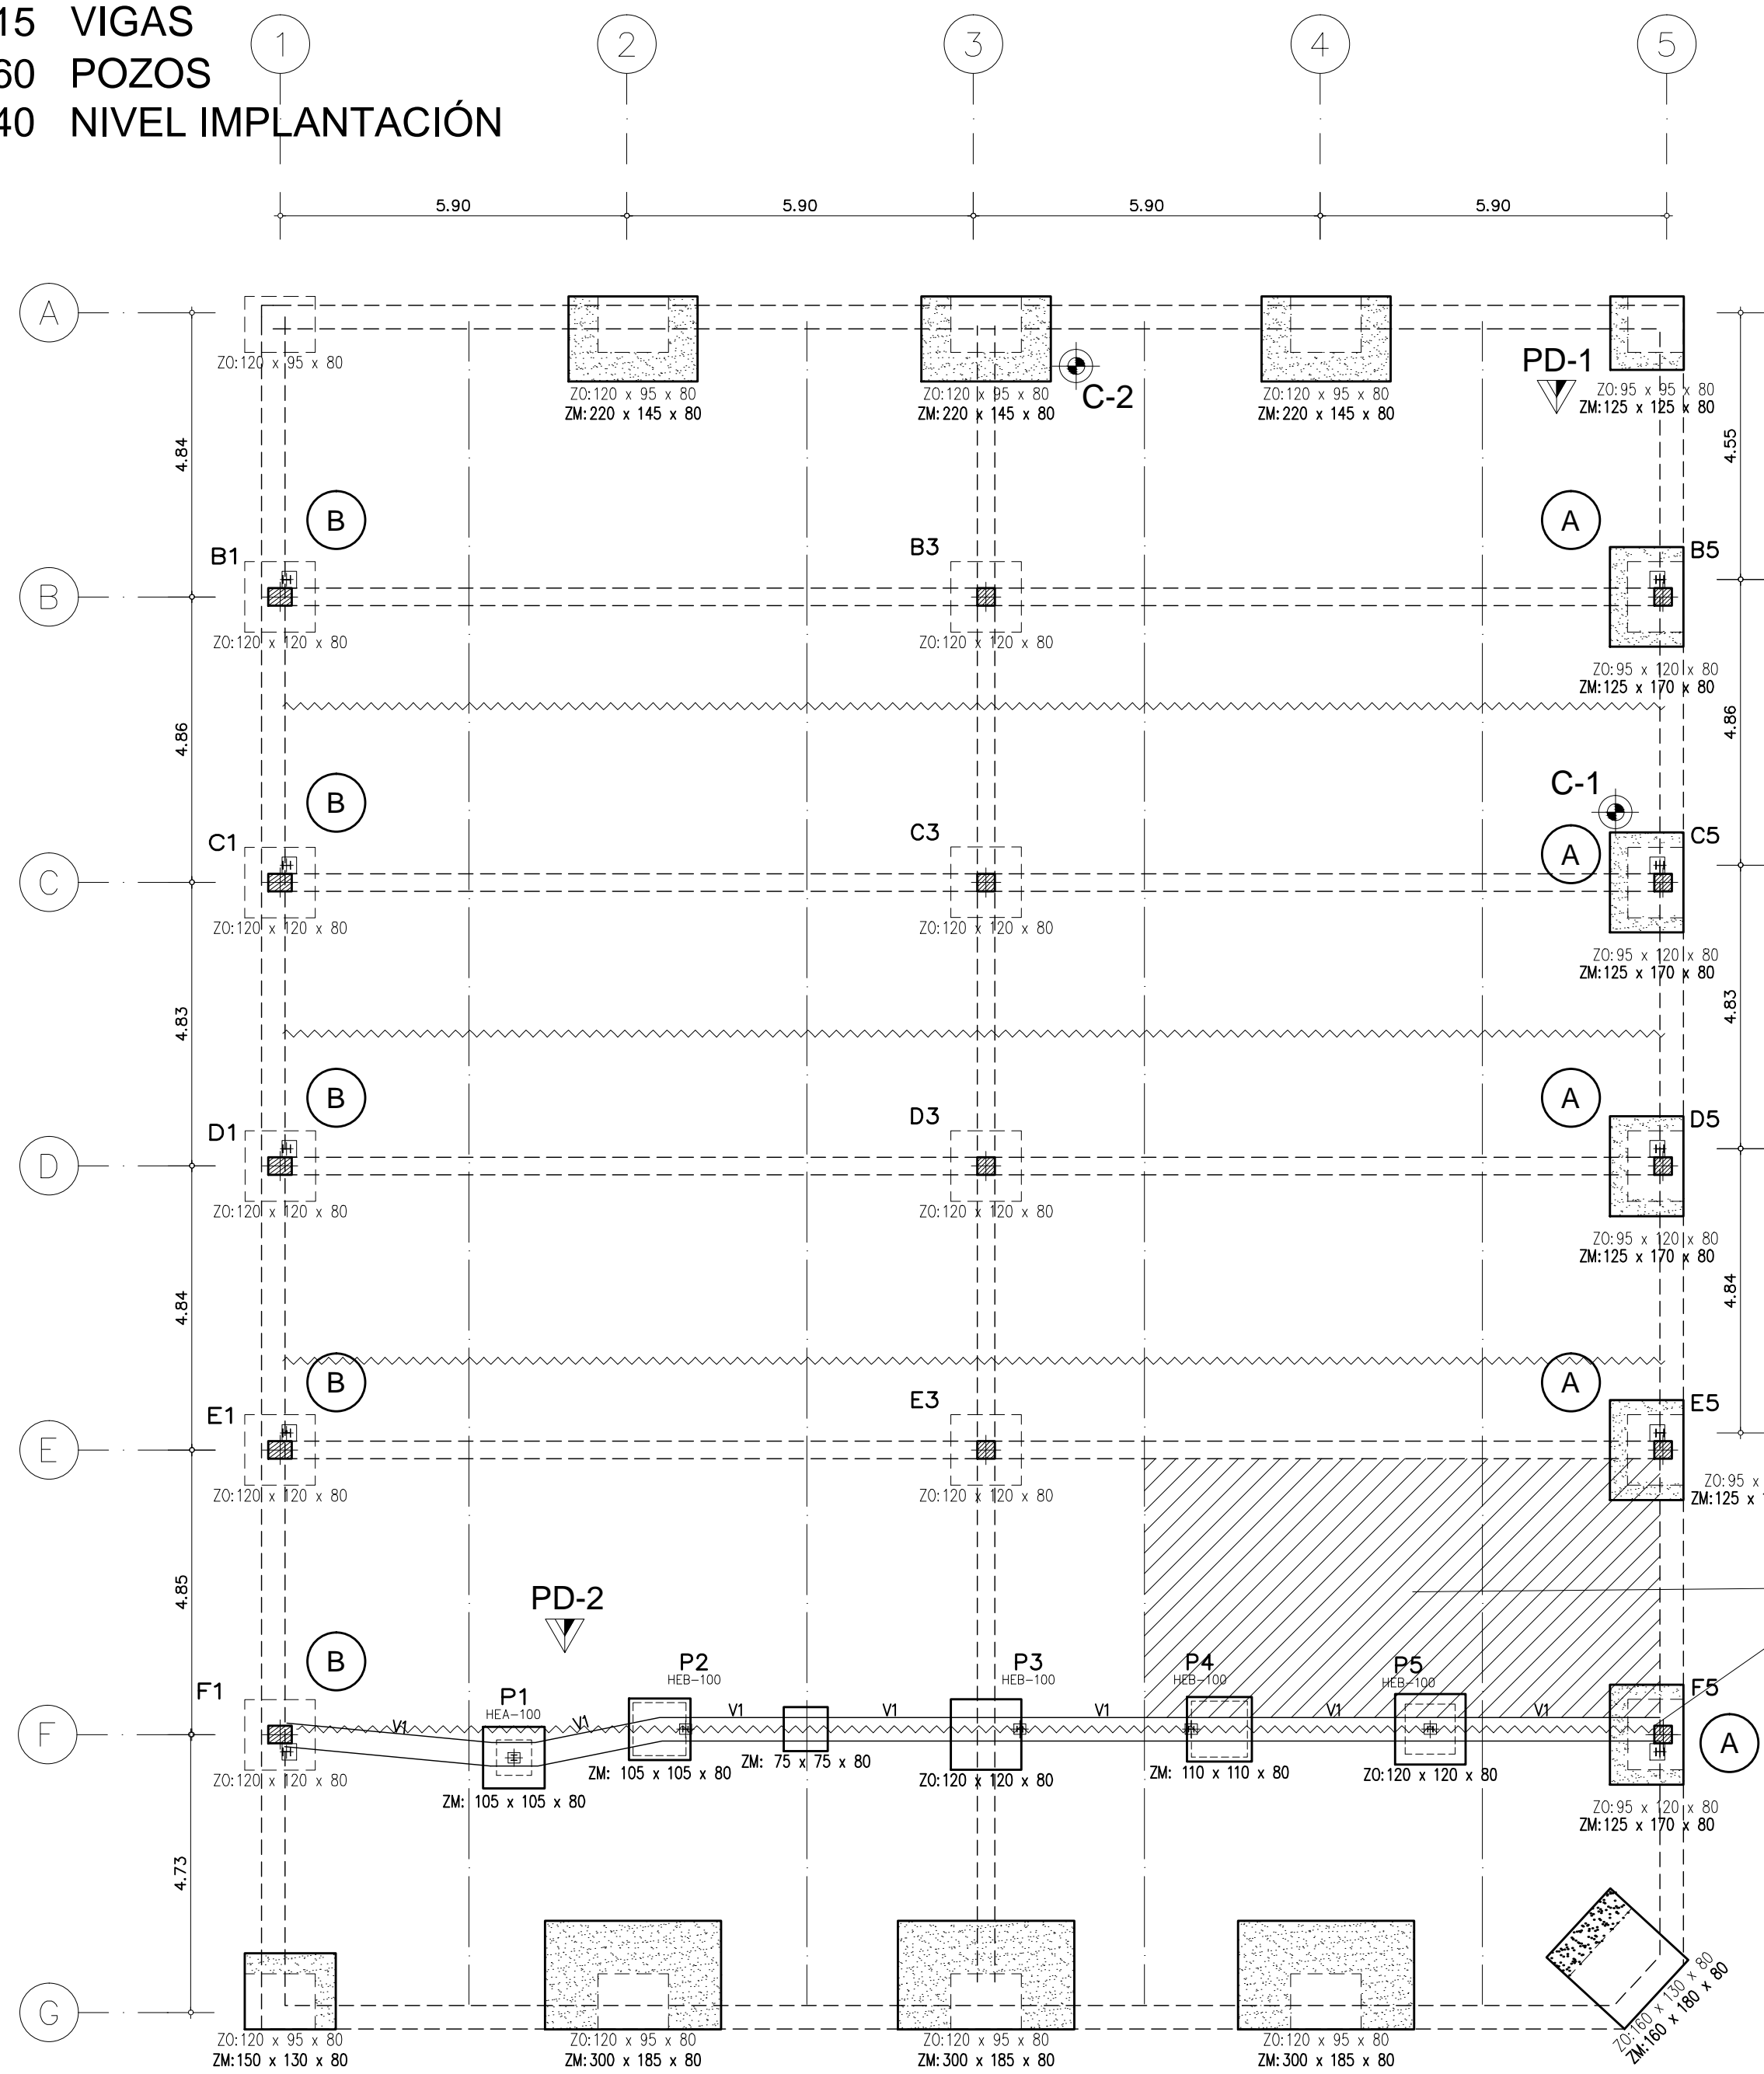 15 VIGAS
60 POZOS
40 NIVEL IMPLANTACIÓN
1 2 3 4 5
5.90 5.90 5.90 5.90
A
ZO:120 x 95 x 80
ZO:120 x 95 x 80
ZM:220 x 145 x 80
ZO:120 x 95 x 80
ZM:220 x 145 x 80
C-2
ZO:120 x 95 x 80
ZM:220 x 145 x 80
PD-1
ZO:95 x 95 x 80
ZM:125 x 125 x 80
4.84
4.55
B
A
B1
B3
B5
B
ZO:120 x 120 x 80
ZO:120 x 120 x 80
ZO:95 x 120 x 80
ZM:125 x 170 x 80
4.86
4.86
B
C-1
A
C1
C3
C5
C
ZO:120 x 120 x 80
ZO:120 x 120 x 80
ZO:95 x 120 x 80
ZM:125 x 170 x 80
4.83
4.83
B
A
D1
D3
D5
D
ZO:120 x 120 x 80
ZO:120 x 120 x 80
ZO:95 x 120 x 80
ZM:125 x 170 x 80
4.84
4.84
B
A
E1
E3
E5
E
ZO:120 x 120 x 80
ZO:120 x 120 x 80
ZO:95 x
ZM:125 x
4.85
PD-2
B
F1
P1
HEA-100
P2
HEB-100
P3
HEB-100
P4
HEB-100
P5
HEB-100
F5
F
V1 V1 V1 V1 V1 V1 V1
A
ZO:120 x 120 x 80
ZM: 105 x 105 x 80
ZM: 105 x 105 x 80
ZM: 75 x 75 x 80
ZO:120 x 120 x 80
ZM: 110 x 110 x 80
ZO:120 x 120 x 80
ZO:95 x 120 x 80
ZM:125 x 170 x 80
4.73
G
ZO:120 x 95 x 80
ZM:150 x 130 x 80
ZO:120 x 95 x 80
ZM:300 x 185 x 80
ZO:120 x 95 x 80
ZM:300 x 185 x 80
ZO:120 x 95 x 80
ZM:300 x 185 x 80
ZO:160 x 130 x 80
ZM:160 x 180 x 80